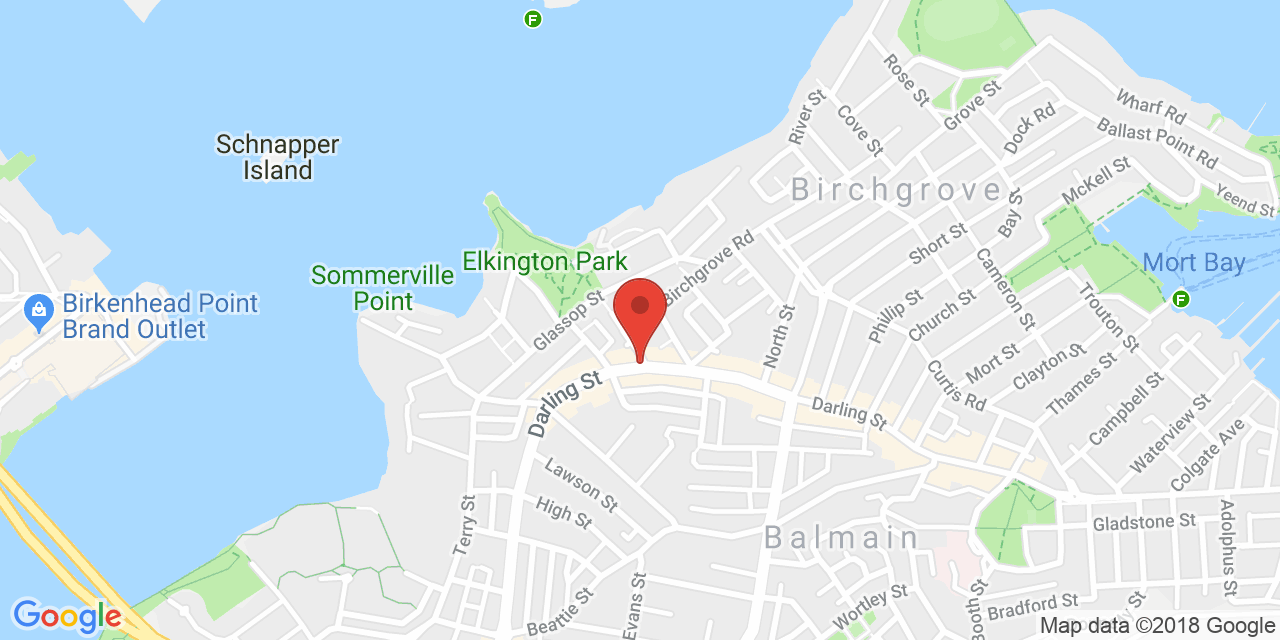 F
Rose St
Grove St
Wharf Rd
River St
Cove St
Dock Rd
Ballast Point Rd
Schnapper
Island
Birchgrove
McKell St
Yeend St
Bay St
Short St
Elkington Park
Birchgrove Rd
Cameron St
Mort Bay
Sommerville
Point
F
Birkenhead Point
Brand Outlet
Glassop St
North St
Phillip St
Church St
Trouton St
Mort St
Clayton St
Thames St
Curtis Rd
Darling St
Darling St
Campbell St
Waterview St
Colgate Ave
Lawson St
High St
Terry St
Gladstone St
Adolphus St
Balmain
Evans St
Beattie St
Wortley St
Booth St
Bradford St
Google
Map data ©2018 Google